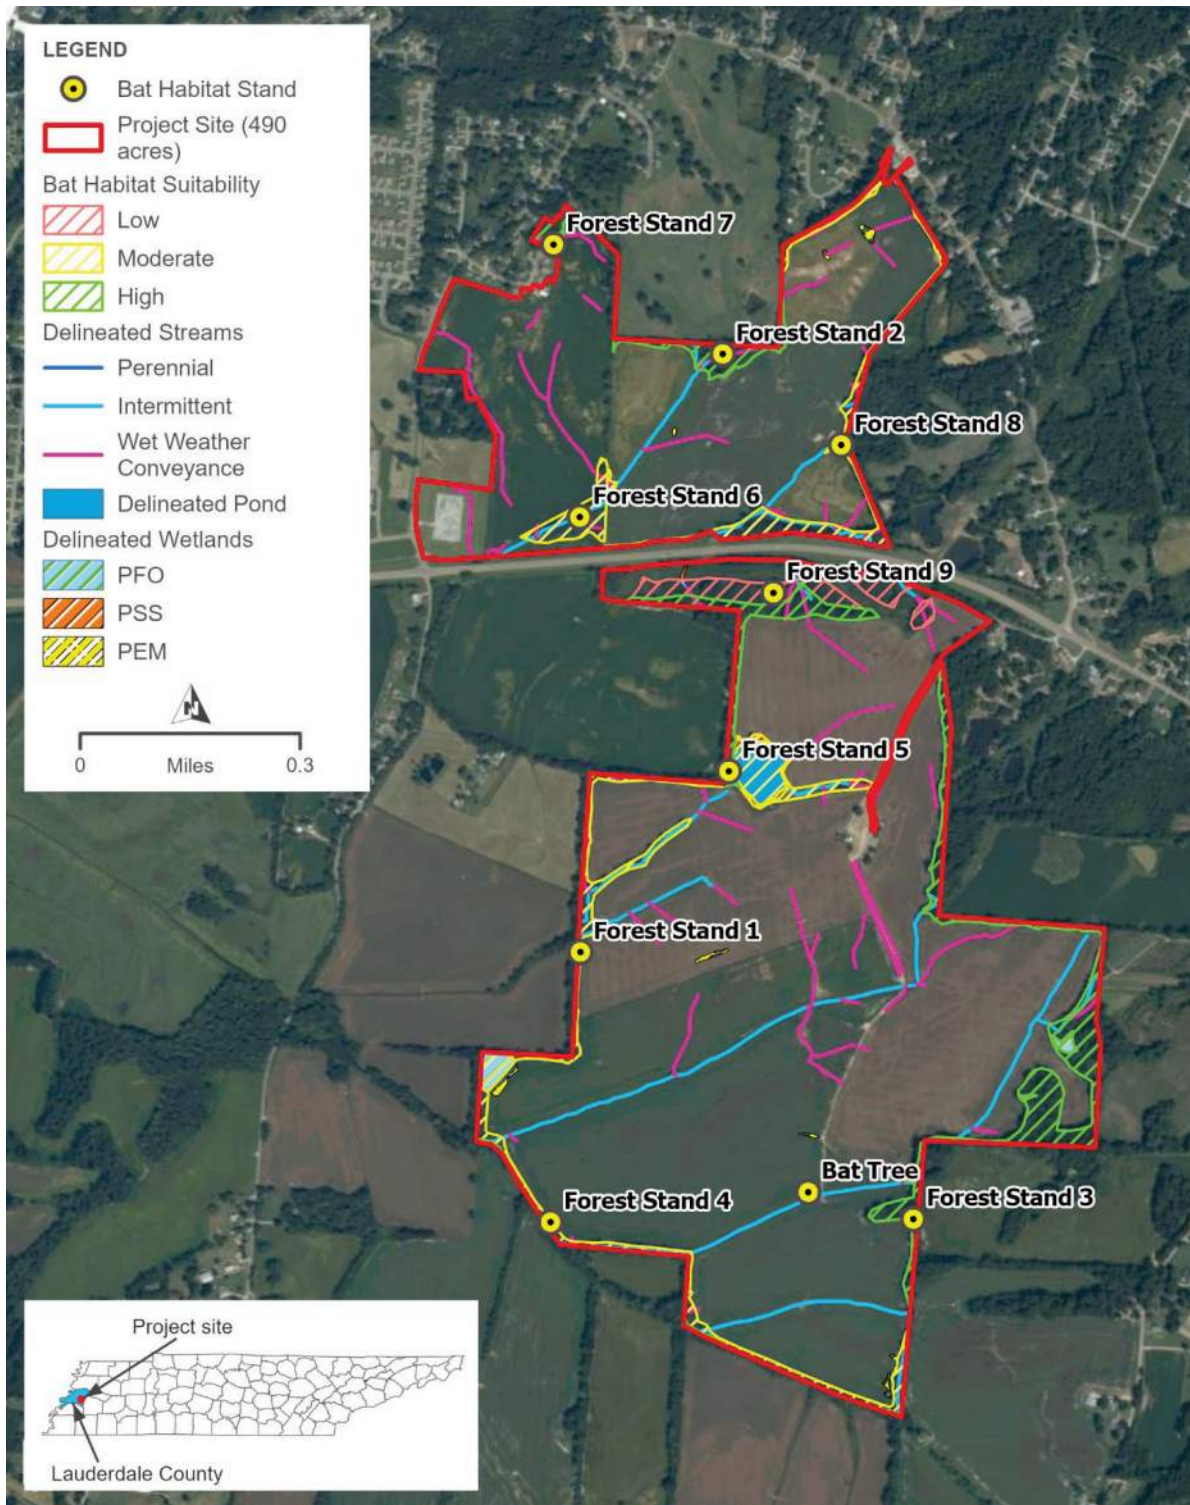 LEGEND
Bat Habitat Stand
Project Site (490
acres)
Bat Habitat Suitability
Low
Moderate
High
Delineated Streams
Perennial
Intermittent
Wet Weather
Conveyance
Delineated Pond
Delineated Wetlands
PFO
PSS
PEM
N
0 Miles 0.3
Forest Stand 7
Forest Stand 2
Forest Stand 8
Forest Stand 6
Forest Stand 9
Forest Stand 5
Forest Stand 1
Bat Tree
Forest Stand 4
Forest Stand 3
Project site
Lauderdale County